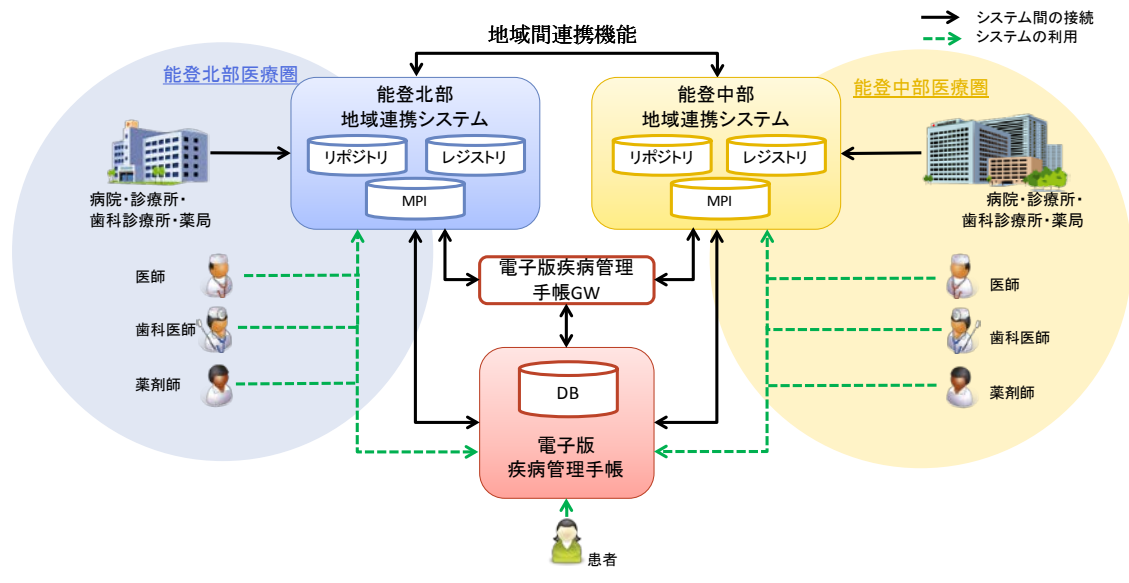 システム間の接続
システムの利用
地域間連携機能
能登北部医療圏
能登北部
地域連携システム
リポジトリ
レジストリ
MPI
能登中部
地域連携システム
リポジトリ
レジストリ
MPI
能登中部医療圏
病院・診療所・
歯科診療所・薬局
病院・診療所・
歯科診療所・薬局
電子版疾病管理
手帳GW
医師
歯科医師
薬剤師
医師
歯科医師
薬剤師
DB
電子版
疾病管理手帳
患者